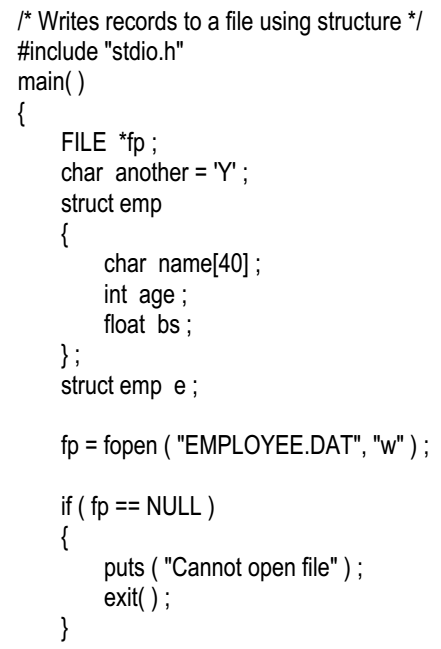 /* Writes records to a file using structure */
#include "stdio.h"
main( )
{
FILE *fp ;
char another = 'Y' ;
struct emp
{
char name[40] ;
int age ;
float bs ;
} ;
struct emp e ;
fp = fopen ( "EMPLOYEE.DAT", "w" ) ;
if ( fp == NULL )
{
puts ( "Cannot open file" ) ;
exit( ) ;
}